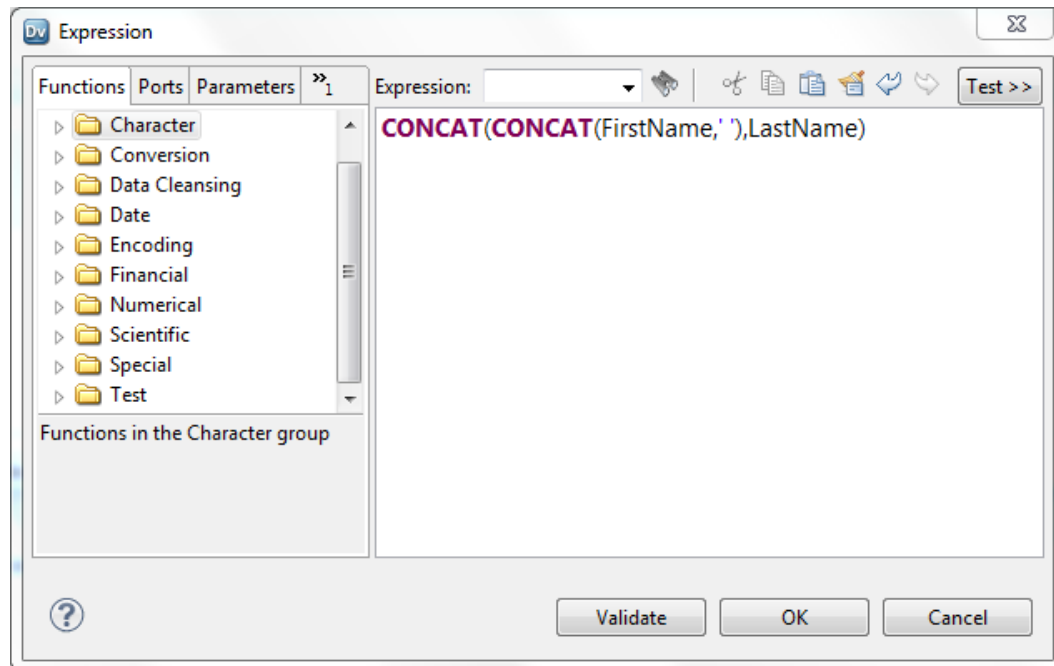 Dv Expression
Functions Ports Parameters »1 Expression: Test >>
Character
Conversion
Data Cleansing
Date
Encoding
Financial
Numerical
Scientific
Special
Test
Functions in the Character group
CONCAT(CONCAT(FirstName,' '),LastName)
? Validate OK Cancel